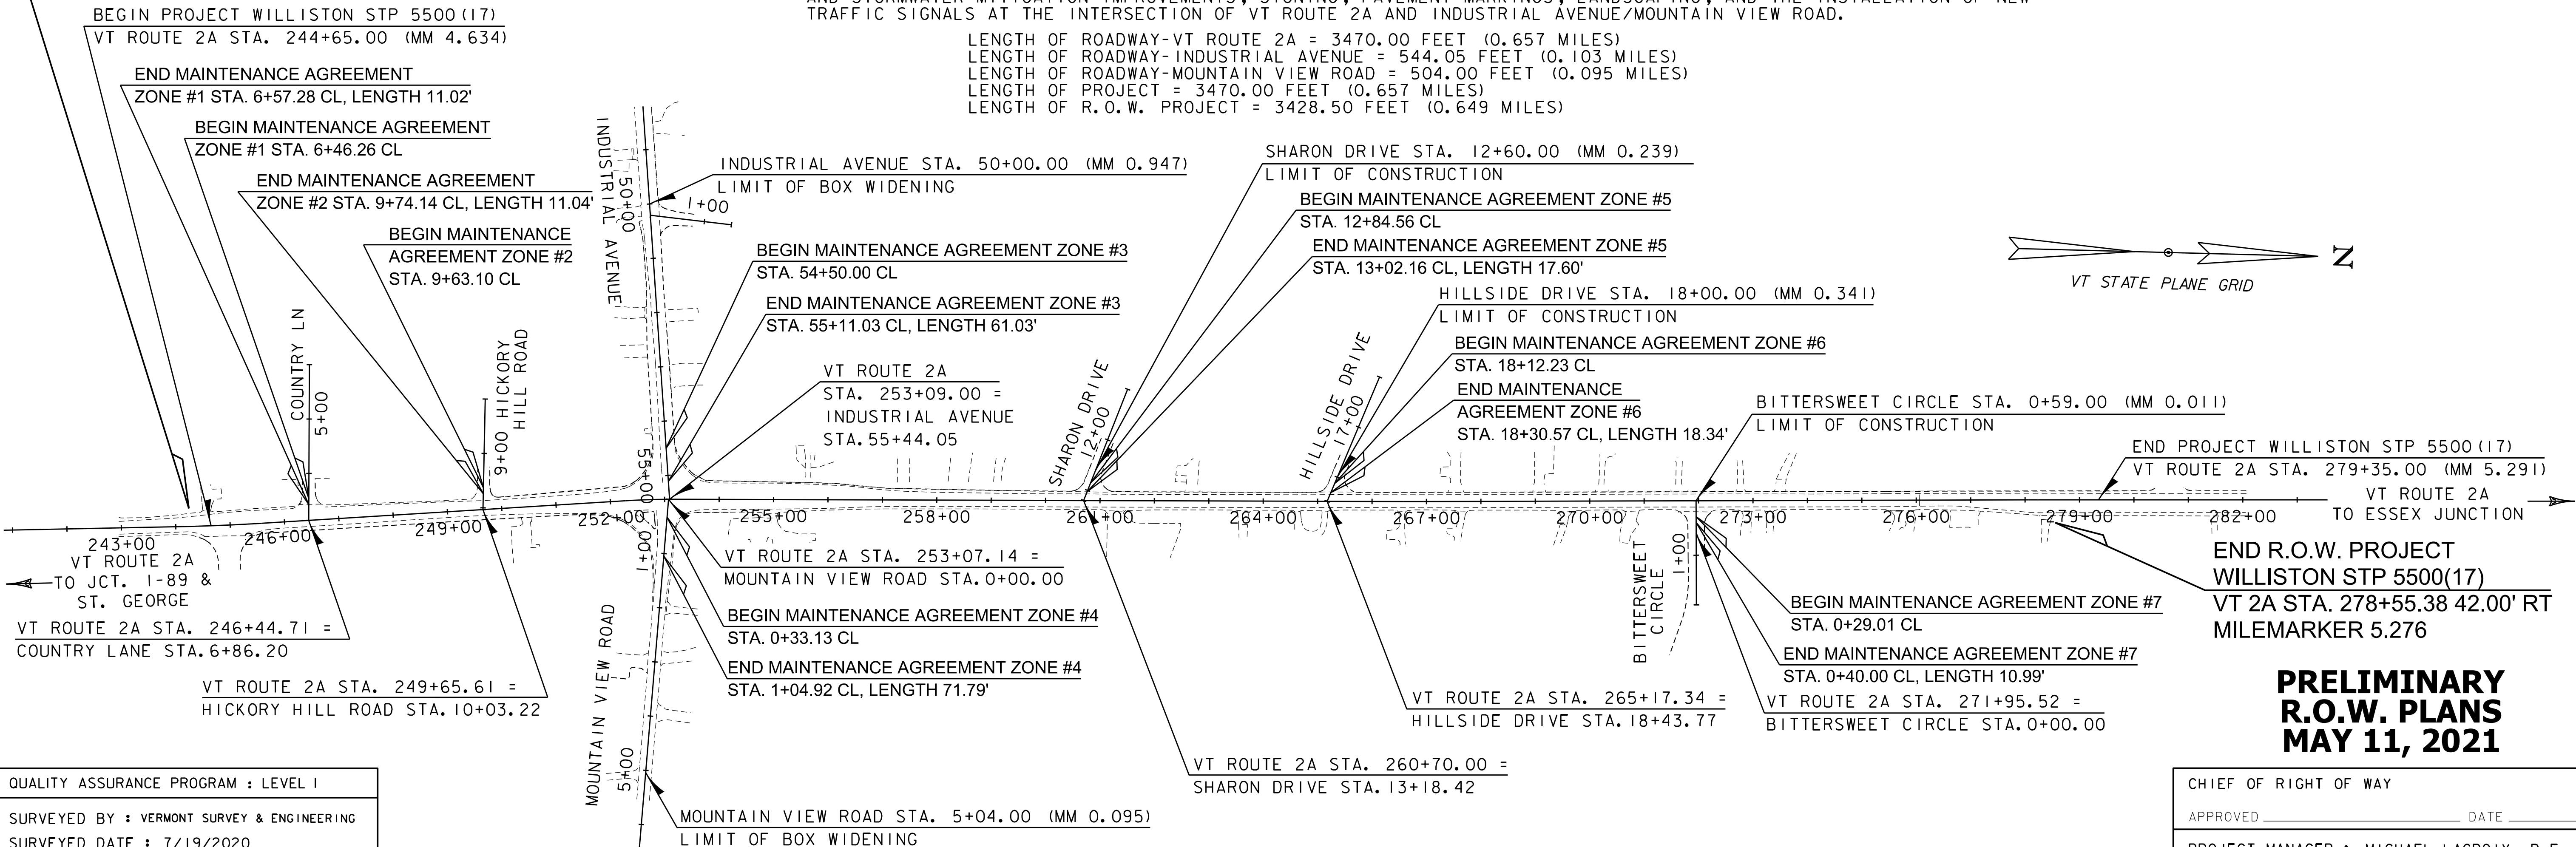 TRAFFIC SIGNALS AT THE INTERSECTION OF VT ROUTE 2A AND INDUSTRIAL AVENUE/MOUNTAIN VIEW ROAD.
LENGTH OF ROADWAY-VT ROUTE 2A = 3470.00 FEET (0.657 MILES)
LENGTH OF ROADWAY-INDUSTRIAL AVENUE = 544.05 FEET (0.103 MILES)
LENGTH OF ROADWAY-MOUNTAIN VIEW ROAD = 504.00 FEET (0.095 MILES)
LENGTH OF PROJECT = 3470.00 FEET (0.657 MILES)
LENGTH OF R.O.W. PROJECT = 3428.50 FEET (0.649 MILES)
BEGIN PROJECT WILLISTON STP 5500(17)
VT ROUTE 2A STA. 244+65.00 (MM 4.634)
END MAINTENANCE AGREEMENT
ZONE #1 STA. 6+57.28 CL, LENGTH 11.02'
BEGIN MAINTENANCE AGREEMENT
ZONE #1 STA. 6+46.26 CL
END MAINTENANCE AGREEMENT
ZONE #2 STA. 9+74.14 CL, LENGTH 11.04'
BEGIN MAINTENANCE
AGREEMENT ZONE #2
STA. 9+63.10 CL
INDUSTRIAL AVENUE
50+00
1+00
INDUSTRIAL AVENUE STA. 50+00.00 (MM 0.947)
LIMIT OF BOX WIDENING
BEGIN MAINTENANCE AGREEMENT ZONE #3
STA. 54+50.00 CL
END MAINTENANCE AGREEMENT ZONE #3
STA. 55+11.03 CL, LENGTH 61.03'
VT ROUTE 2A
STA. 253+09.00 =
INDUSTRIAL AVENUE
STA.55+44.05
SHARON DRIVE STA. 12+60.00 (MM 0.239)
LIMIT OF CONSTRUCTION
BEGIN MAINTENANCE AGREEMENT ZONE #5
STA. 12+84.56 CL
END MAINTENANCE AGREEMENT ZONE #5
STA. 13+02.16 CL, LENGTH 17.60'
HILLSIDE DRIVE STA. 18+00.00 (MM 0.341)
LIMIT OF CONSTRUCTION
BEGIN MAINTENANCE AGREEMENT ZONE #6
STA. 18+12.23 CL
END MAINTENANCE
AGREEMENT ZONE #6
STA. 18+30.57 CL, LENGTH 18.34'
N
VT STATE PLANE GRID
BITTERSWEET CIRCLE STA. 0+59.00 (MM 0.011)
LIMIT OF CONSTRUCTION
END PROJECT WILLISTON STP 5500(17)
VT ROUTE 2A STA. 279+35.00 (MM 5.291)
VT ROUTE 2A
TO ESSEX JUNCTION
COUNTRY LN
5+00
9+00
HICKORY
HILL ROAD
55+00
SHARON DRIVE
12+00
HILLSIDE DRIVE
17+00
243+00
246+00
249+00
252+00
255+00
258+00
261+00
264+00
267+00
270+00
273+00
276+00
279+00
282+00
VT ROUTE 2A
TO JCT. I-89 &
ST. GEORGE
VT ROUTE 2A STA. 246+44.71 =
COUNTRY LANE STA.6+86.20
VT ROUTE 2A STA. 249+65.61 =
HICKORY HILL ROAD STA.10+03.22
1+00
MOUNTAIN VIEW ROAD
5+00
VT ROUTE 2A STA. 253+07.14 =
MOUNTAIN VIEW ROAD STA.0+00.00
BEGIN MAINTENANCE AGREEMENT ZONE #4
STA. 0+33.13 CL
END MAINTENANCE AGREEMENT ZONE #4
STA. 1+04.92 CL, LENGTH 71.79'
MOUNTAIN VIEW ROAD STA. 5+04.00 (MM 0.095)
LIMIT OF BOX WIDENING
VT ROUTE 2A STA. 260+70.00 =
SHARON DRIVE STA.13+18.42
VT ROUTE 2A STA. 265+17.34 =
HILLSIDE DRIVE STA.18+43.77
BITTERSWEET
CIRCLE
1+00
BEGIN MAINTENANCE AGREEMENT ZONE #7
STA. 0+29.01 CL
END MAINTENANCE AGREEMENT ZONE #7
STA. 0+40.00 CL, LENGTH 10.99'
VT ROUTE 2A STA. 271+95.52 =
BITTERSWEET CIRCLE STA.0+00.00
END R.O.W. PROJECT
WILLISTON STP 5500(17)
VT 2A STA. 278+55.38 42.00' RT
MILEMARKER 5.276
PRELIMINARY
R.O.W. PLANS
MAY 11, 2021
QUALITY ASSURANCE PROGRAM : LEVEL 1
SURVEYED BY : VERMONT SURVEY & ENGINEERING
SURVEYED DATE : 7/19/2020
CHIEF OF RIGHT OF WAY
APPROVED DATE